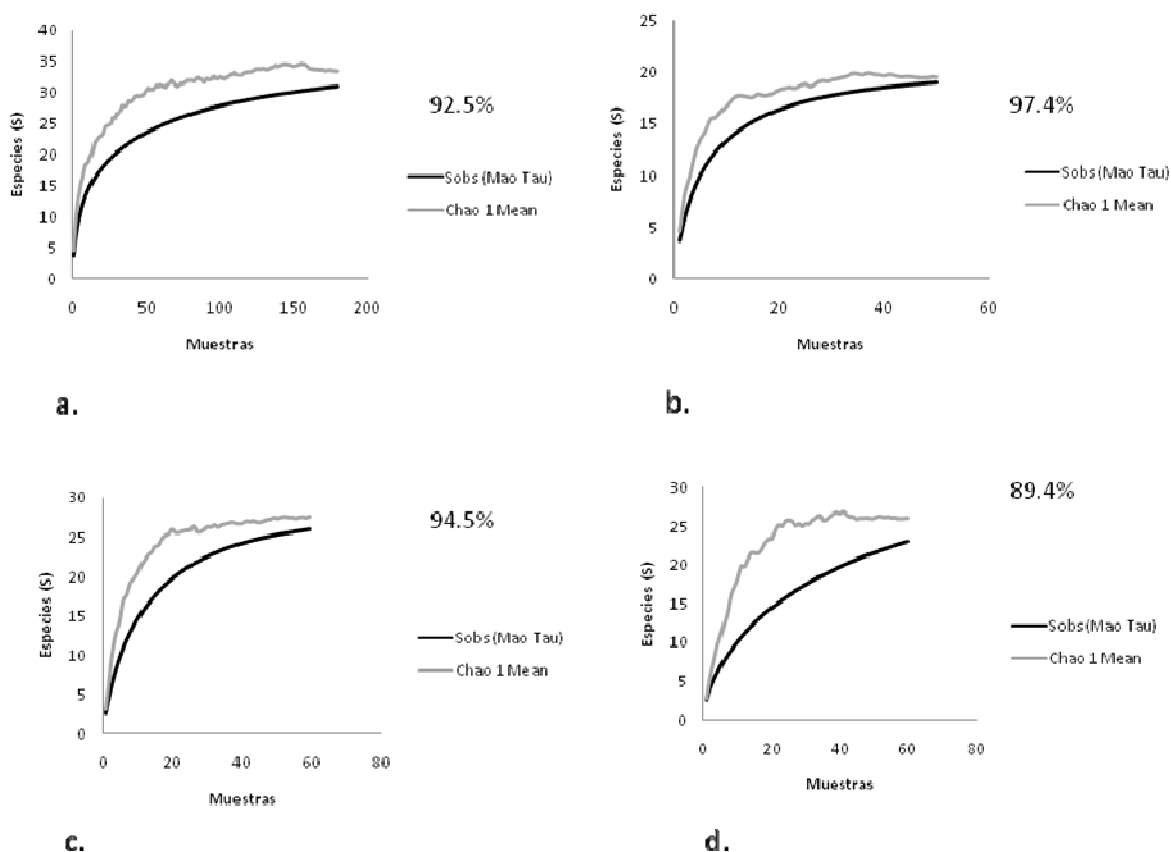 40
35
30
25
20
15
10
5
0
Especies (S)
0 50 100 150 200
Muestras
92.5%
Sobs (Mao Tau)
Chao 1 Mean
a.
25
20
15
10
5
0
Especies (S)
0 20 40 60
Muestras
97.4%
Sobs (Mao Tau)
Chao 1 Mean
b.
30
25
20
15
10
5
0
Especies (S)
0 20 40 60 80
Muestras
94.5%
Sobs (Mao Tau)
Chao 1 Mean
c.
30
25
20
15
10
5
0
Especies (S)
0 20 40 60 80
Muestras
89.4%
Sobs (Mao Tau)
Chao 1 Mean
d.